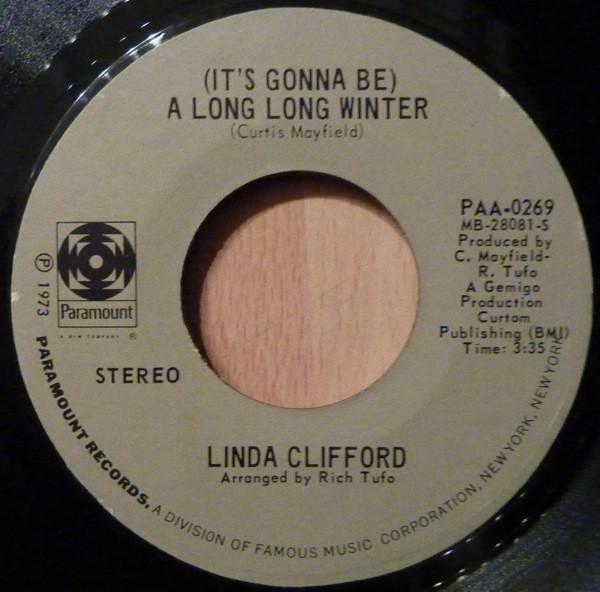 (IT'S GONNA BE)
A LONG LONG WINTER
(Curtis Mayfield)
PAA-0269
MB-28081-S
Produced by
C. Mayfield-
R. Tufo
A Gemigo
Production
Curtom
Publishing (BMI)
Time: 3:35
Ⓟ 1973
Paramount
A G+W COMPANY ®
STEREO
LINDA CLIFFORD
Arranged by Rich Tufo
PARAMOUNT RECORDS, A DIVISION OF FAMOUS MUSIC CORPORATION, NEW YORK, NEW YORK